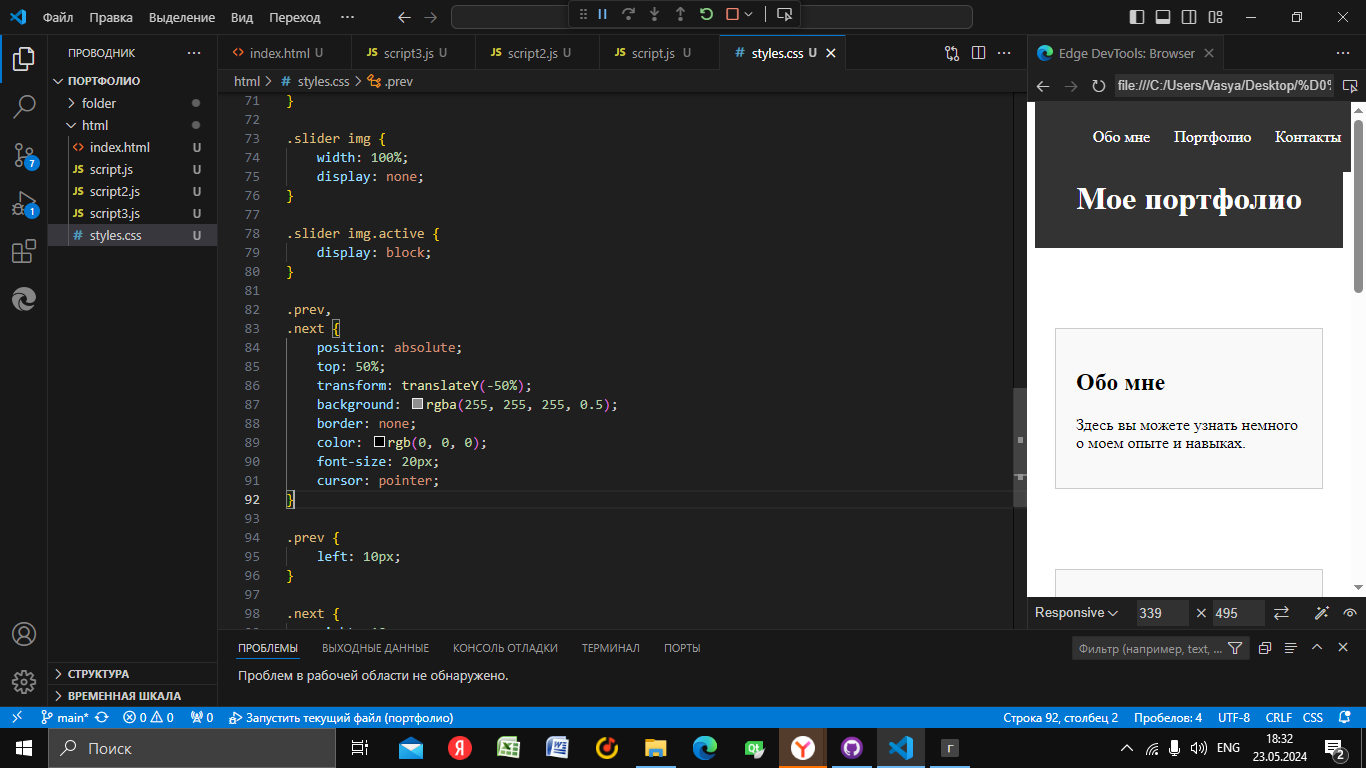 Файл Правка Выделение Вид Переход ···
ПРОВОДНИК ···
ПОРТФОЛИО
folder
html
index.html U
script.js U
script2.js U
script3.js U
styles.css U
СТРУКТУРА
ВРЕМЕННАЯ ШКАЛА
7
1
index.html U
script3.js U
script2.js U
script.js U
styles.css U
html > styles.css > .prev
71 }
72
73 .slider img {
74 width: 100%;
75 display: none;
76 }
77
78 .slider img.active {
79 display: block;
80 }
81
82 .prev,
83 .next {
84 position: absolute;
85 top: 50%;
86 transform: translateY(-50%);
87 background: rgba(255, 255, 255, 0.5);
88 border: none;
89 color: rgb(0, 0, 0);
90 font-size: 20px;
91 cursor: pointer;
92 }
93
94 .prev {
95 left: 10px;
96 }
97
98 .next {
Edge DevTools: Browser
file:///C:/Users/Vasya/Desktop/%D0%
Обо мне Портфолио Контакты
Мое портфолио
Обо мне
Здесь вы можете узнать немного
о моем опыте и навыках.
Responsive 339 × 495
ПРОБЛЕМЫ ВЫХОДНЫЕ ДАННЫЕ КОНСОЛЬ ОТЛАДКИ ТЕРМИНАЛ ПОРТЫ
Фильтр (например, text, ...
Проблем в рабочей области не обнаружено.
main* 0 0 0 Запустить текущий файл (портфолио)
Строка 92, столбец 2 Пробелов: 4 UTF-8 CRLF CSS
Поиск
ENG
18:32
23.05.2024
2